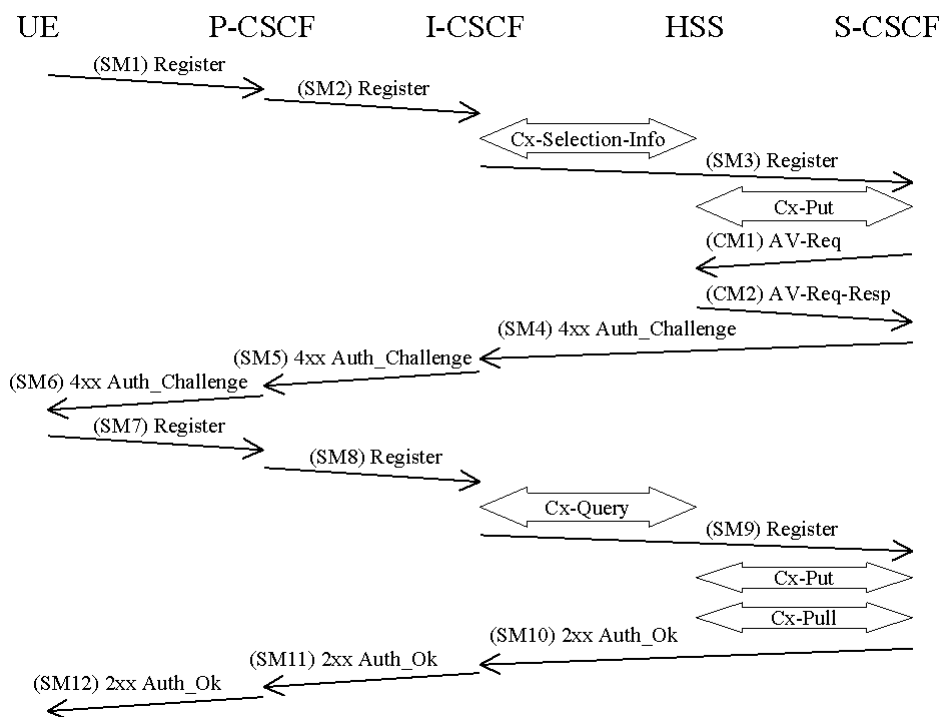 UE P-CSCF I-CSCF HSS S-CSCF
(SM1) Register
(SM2) Register
Cx-Selection-Info
(SM3) Register
Cx-Put
(CM1) AV-Req
(CM2) AV-Req-Resp
(SM4) 4xx Auth_Challenge
(SM5) 4xx Auth_Challenge
(SM6) 4xx Auth_Challenge
(SM7) Register
(SM8) Register
Cx-Query
(SM9) Register
Cx-Put
Cx-Pull
(SM10) 2xx Auth_Ok
(SM11) 2xx Auth_Ok
(SM12) 2xx Auth_Ok